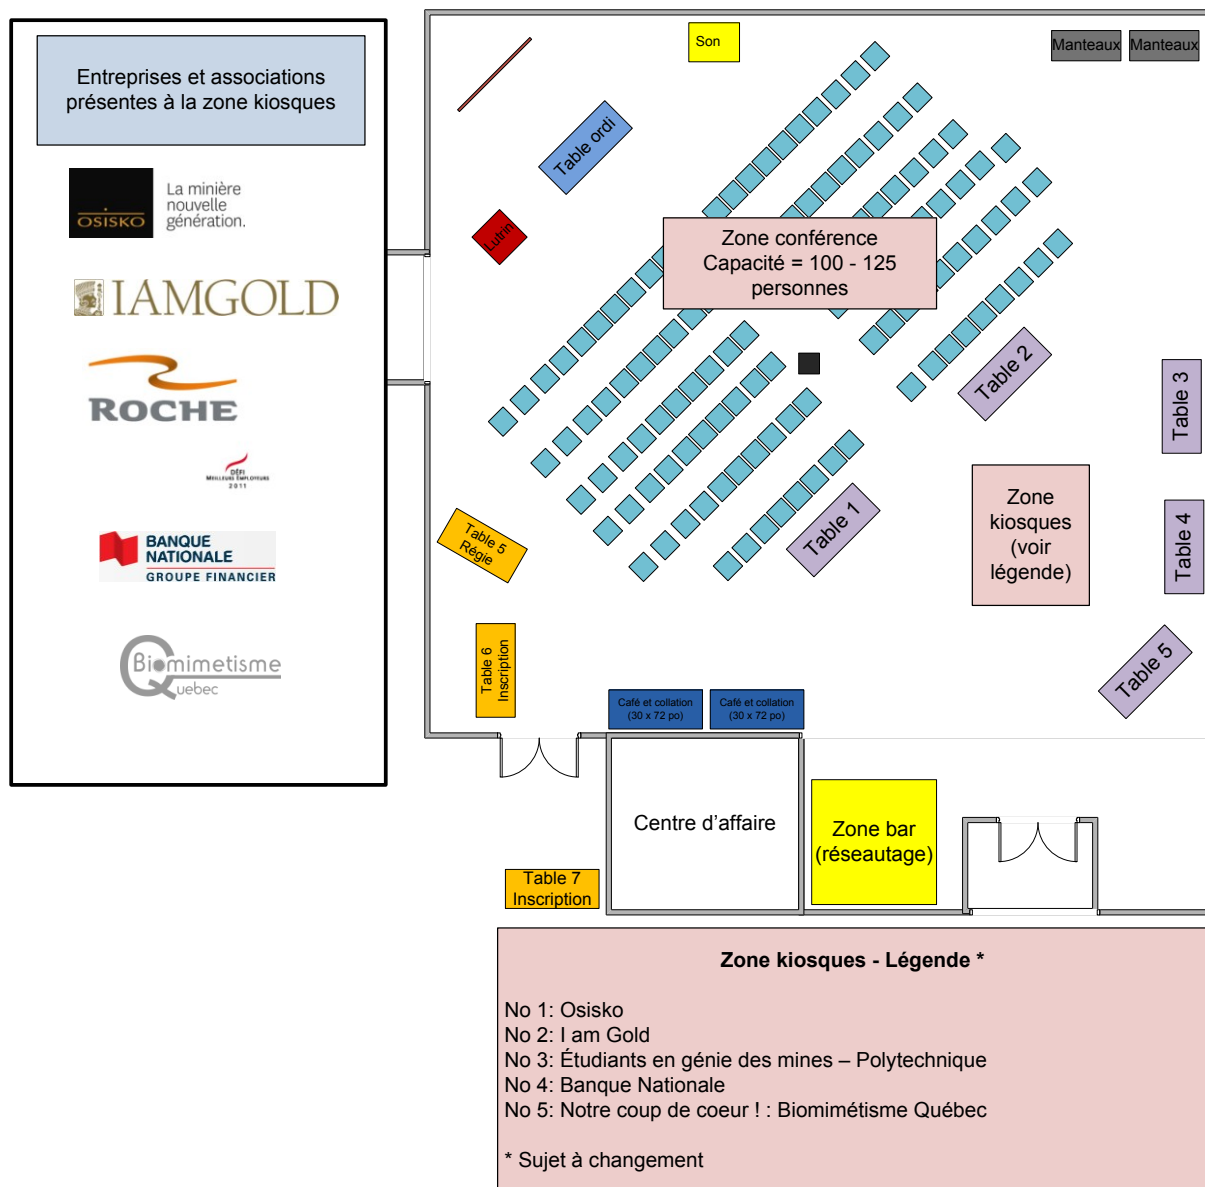 Entreprises et associations
présentes à la zone kiosques
OSISKO
La minière
nouvelle
génération.
IAMGOLD
ROCHE
DÉFI
MEILLEURS EMPLOYEURS
2011
BANQUE
NATIONALE
GROUPE FINANCIER
Biomimetisme
Quebec
Son
Manteaux
Manteaux
Table ordi
Lutrin
Zone conférence
Capacité = 100 - 125
personnes
Table 2
Table 3
Table 1
Zone
kiosques
(voir
légende)
Table 4
Table 5
Régie
Table 6
Inscription
Table 5
Café et collation
(30 x 72 po)
Café et collation
(30 x 72 po)
Centre d’affaire
Zone bar
(réseautage)
Table 7
Inscription
Zone kiosques - Légende *
No 1: Osisko
No 2: I am Gold
No 3: Étudiants en génie des mines – Polytechnique
No 4: Banque Nationale
No 5: Notre coup de coeur ! : Biomimétisme Québec
* Sujet à changement